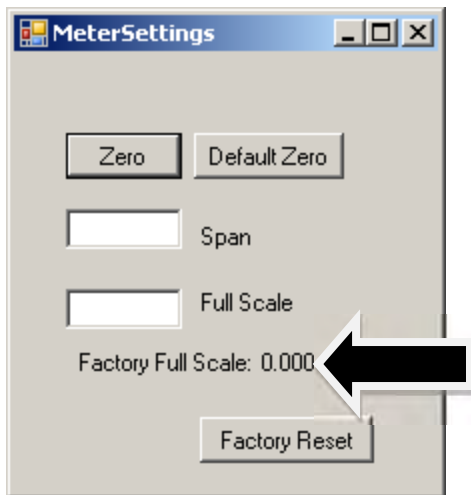 MeterSettings
Zero Default Zero
Span
Full Scale
Factory Full Scale: 0.000
Factory Reset